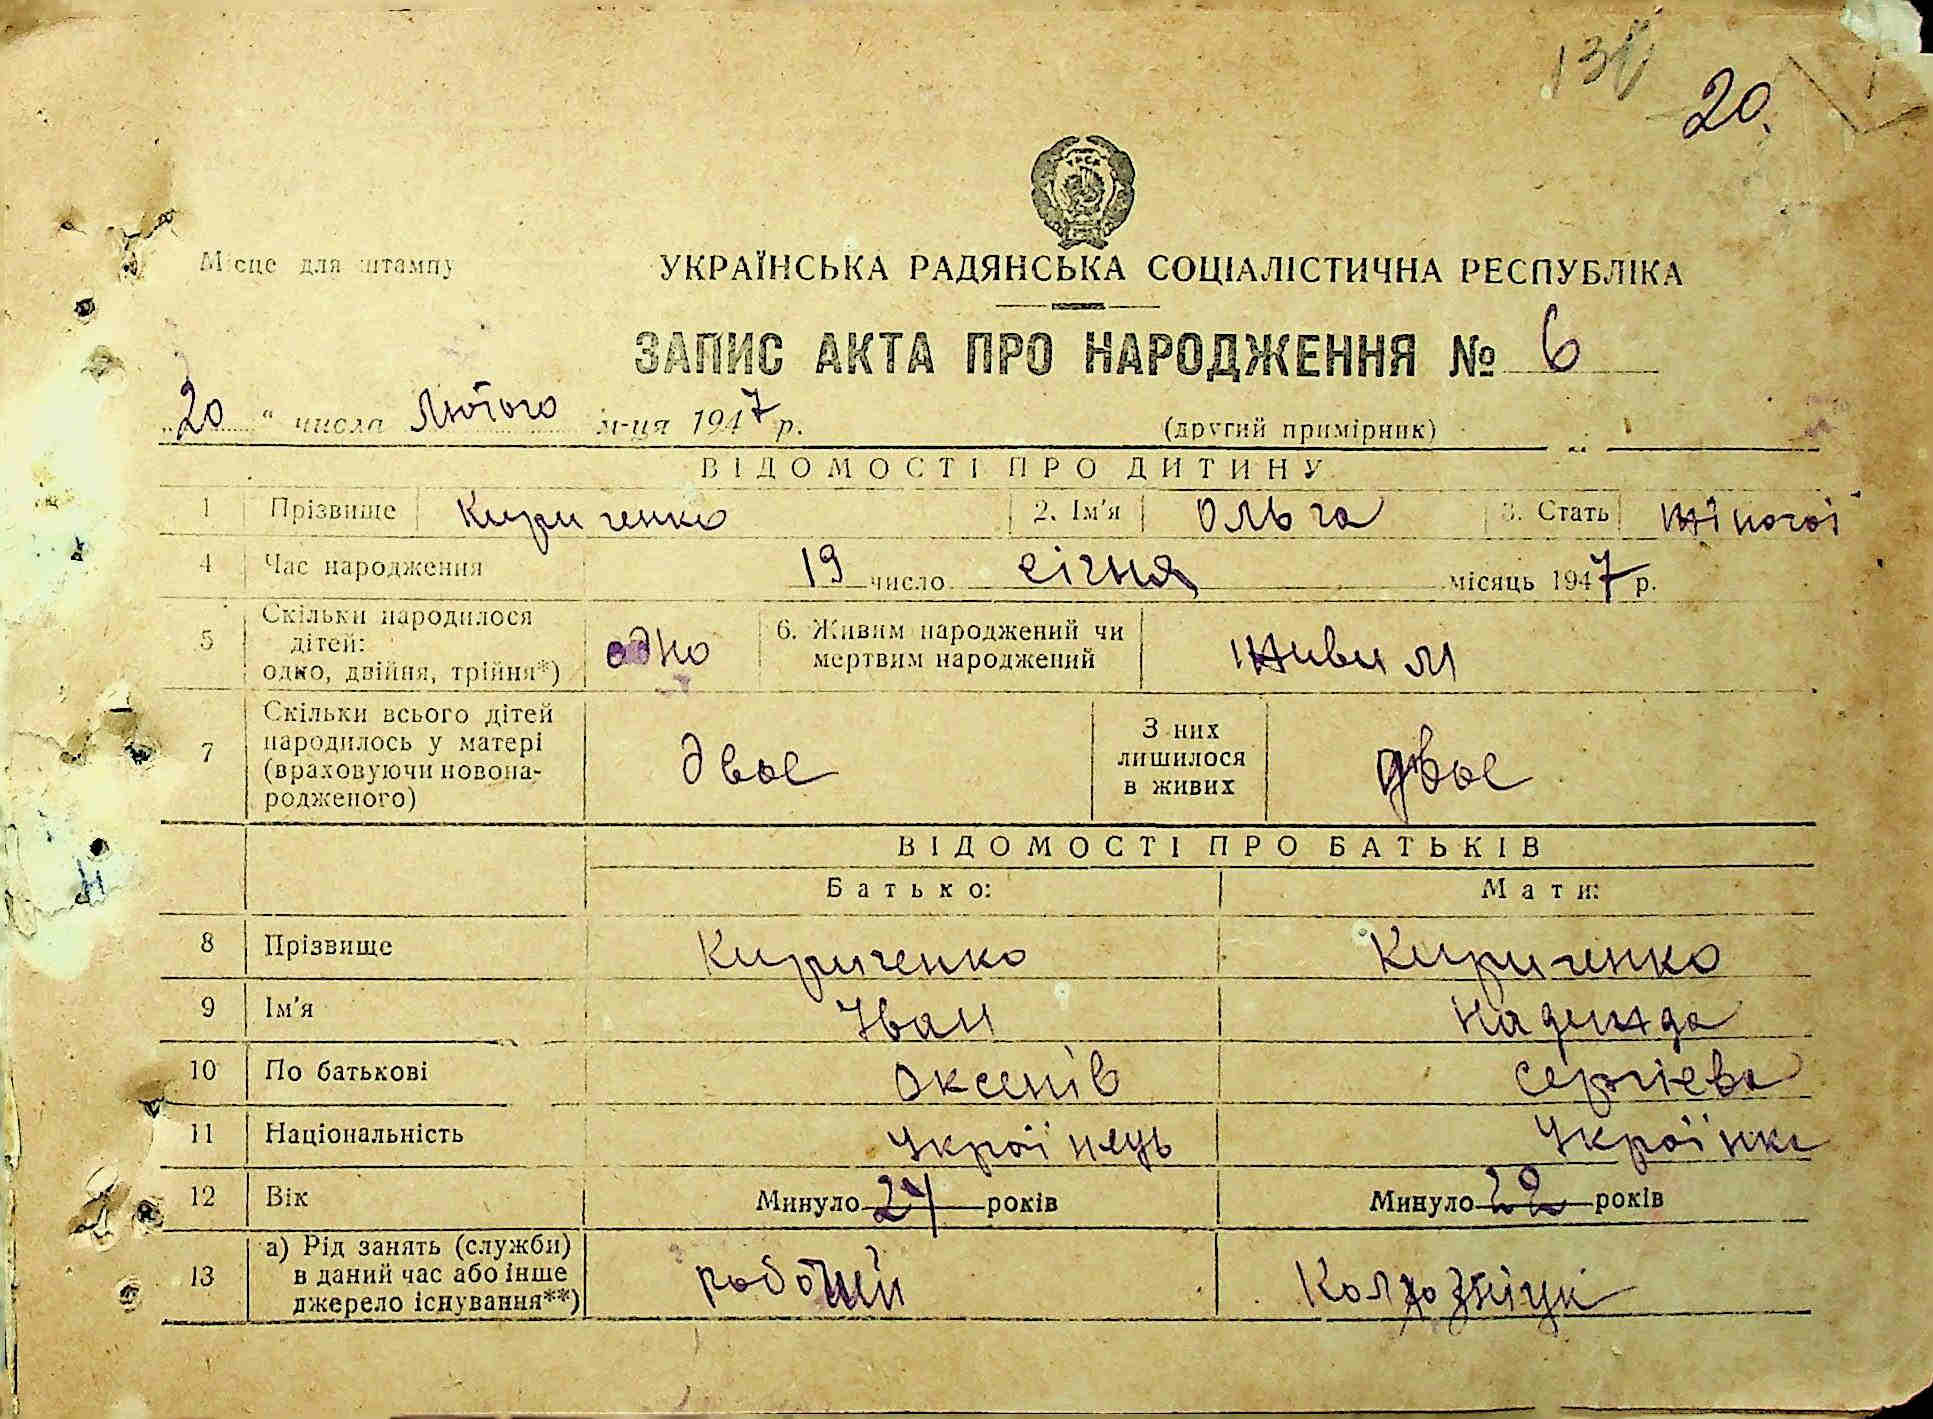 20.
Місце для штампу
УКРАЇНСЬКА РАДЯНСЬКА СОЦІАЛІСТИЧНА РЕСПУБЛІКА
ЗАПИС АКТА ПРО НАРОДЖЕННЯ № 6
„20“ числа Лютого м-ця 1947 р. (другий примірник)
ВІДОМОСТІ ПРО ДИТИНУ
1 Прізвище Кириченко 2. Ім'я Ольга 3. Стать жіночої
4 Час народження 19 число січня місяць 1947 р.
5 Скільки народилося дітей: одно, двійня, трійня*) одно 6. Живим народжений чи мертвим народжений живим
7 Скільки всього дітей народилось у матері (враховуючи новонародженого) двоє З них лишилося в живих двоє
ВІДОМОСТІ ПРО БАТЬКІВ
Батько: Мати:
8 Прізвище Кириченко Кириченко
9 Ім'я Іван Надежда
10 По батькові Оксенів Сергієва
11 Національність Українець Українка
12 Вік Минуло 24 років Минуло 22 років
13 а) Рід занять (служби) в даний час або інше джерело існування**) робочий